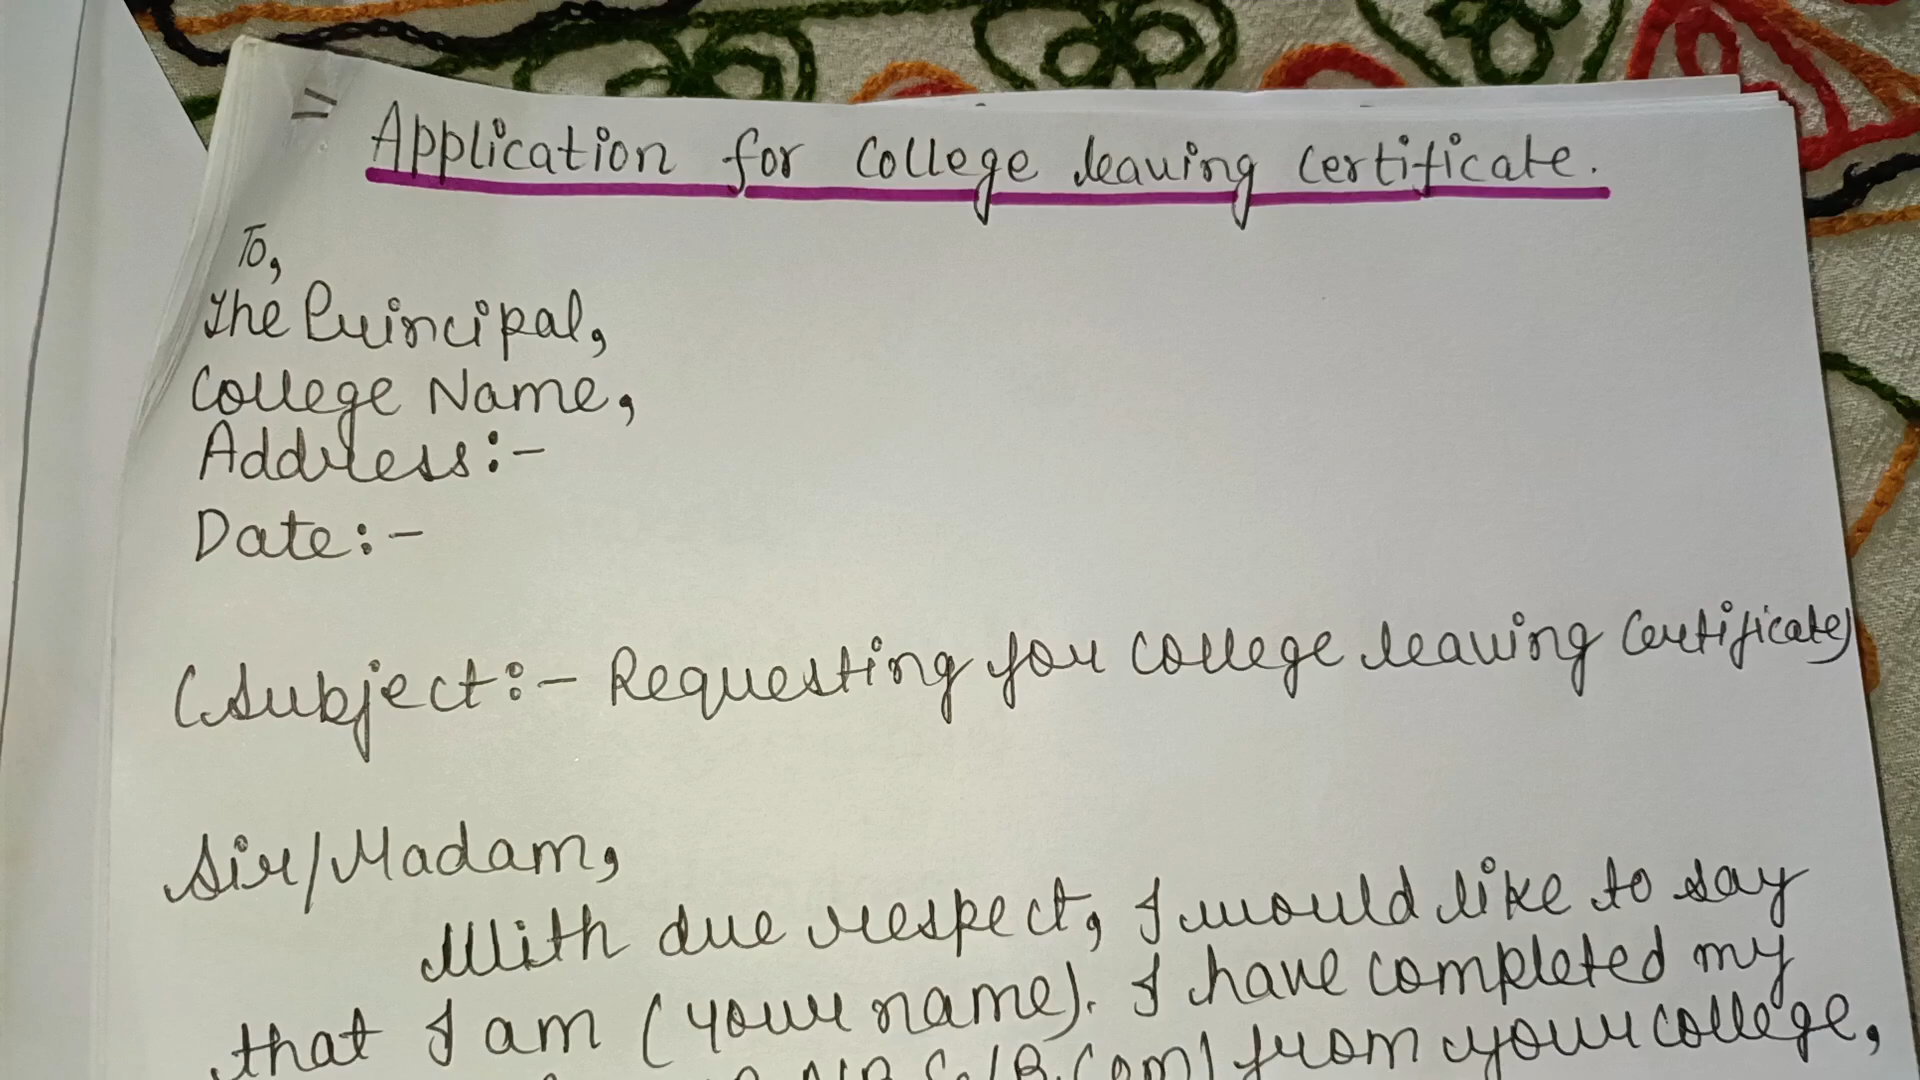 = Application for College leaving certificate.
To,
The Principal,
College Name,
Address:-
Date:-
(Subject:- Requesting for college leaving Certificate)
Sir/Madam,
With due respect, I would like to say
that I am (your name). I have completed my
/B.Com) from your college,